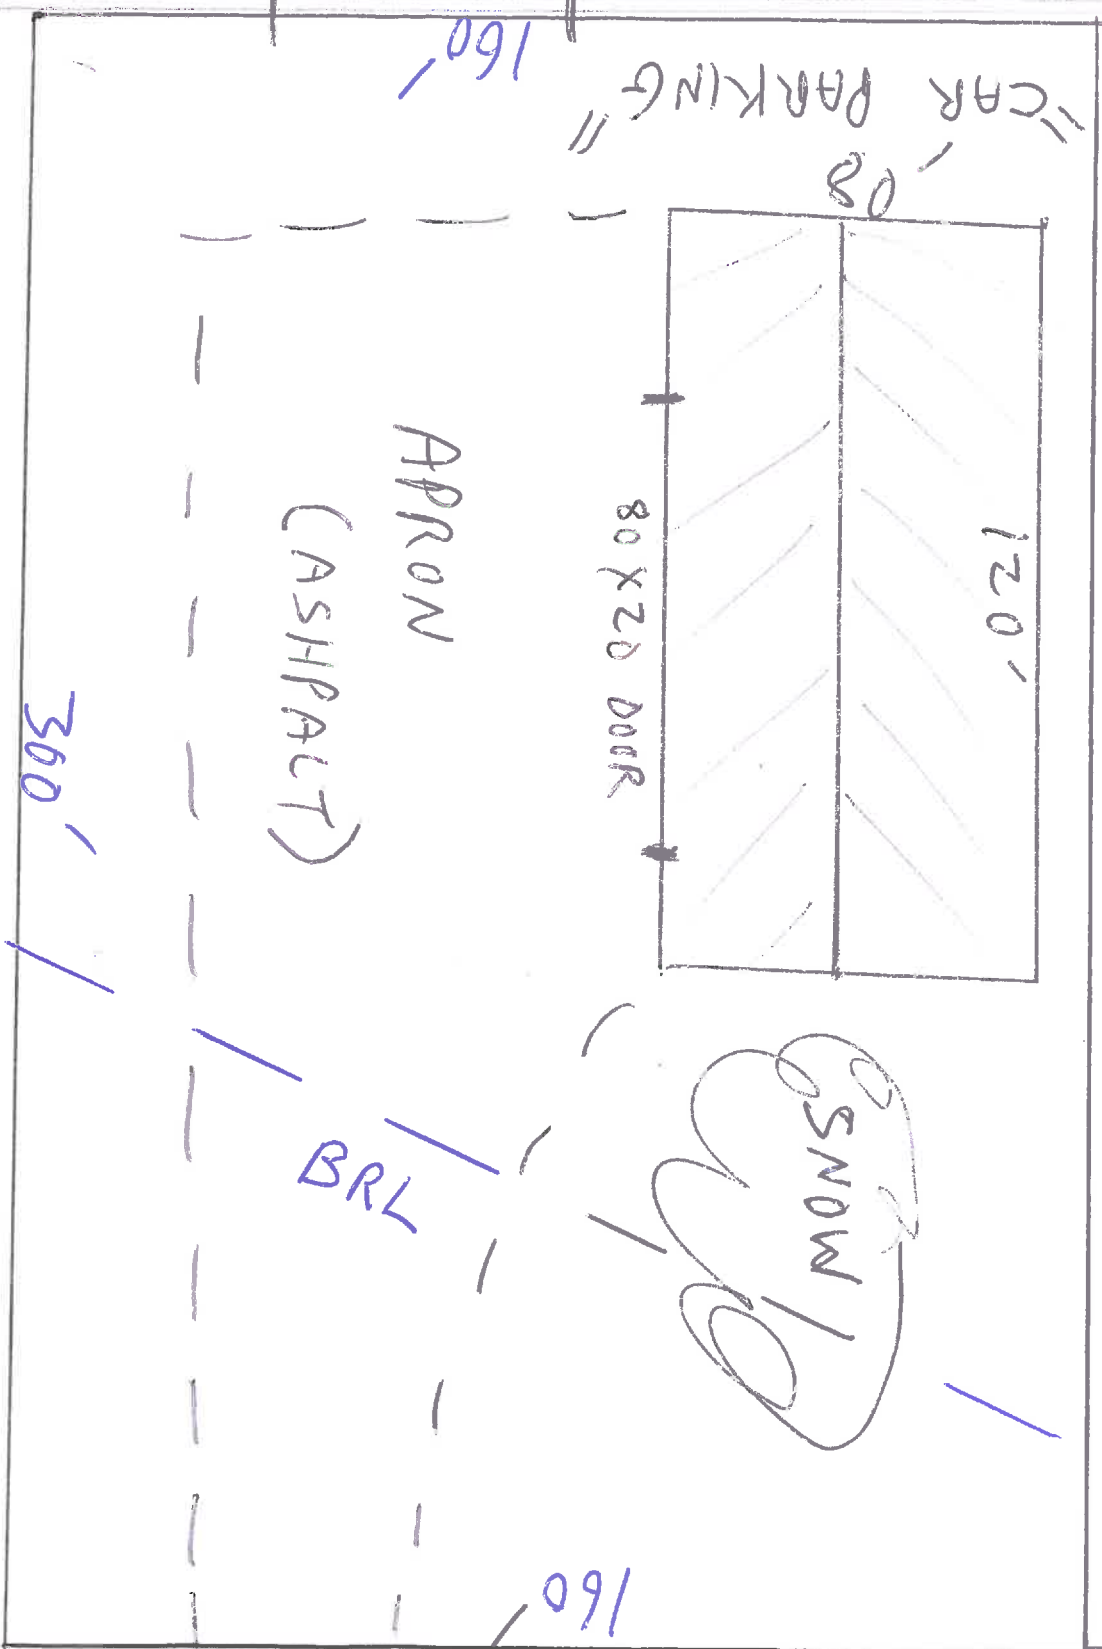 "CAR PARKING"
160'
80'
120'
80 X 20 DOOR
APRON
(ASHPALT)
360'
BRL
SNOW
160'